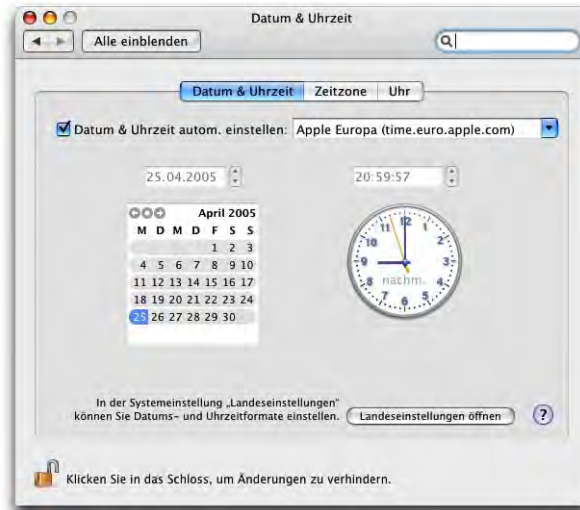 Datum & Uhrzeit
Alle einblenden
Datum & Uhrzeit Zeitzone Uhr
Datum & Uhrzeit autom. einstellen: Apple Europa (time.euro.apple.com)
25.04.2005 20:59:57
April 2005
M D M D F S S
1 2 3
4 5 6 7 8 9 10
11 12 13 14 15 16 17
18 19 20 21 22 23 24
25 26 27 28 29 30
12
1
2
3
4
5
6
7
8
9
10
11
nachm.
In der Systemeinstellung „Landeseinstellungen"
können Sie Datums- und Uhrzeitformate einstellen. Landeseinstellungen öffnen ?
Klicken Sie in das Schloss, um Änderungen zu verhindern.